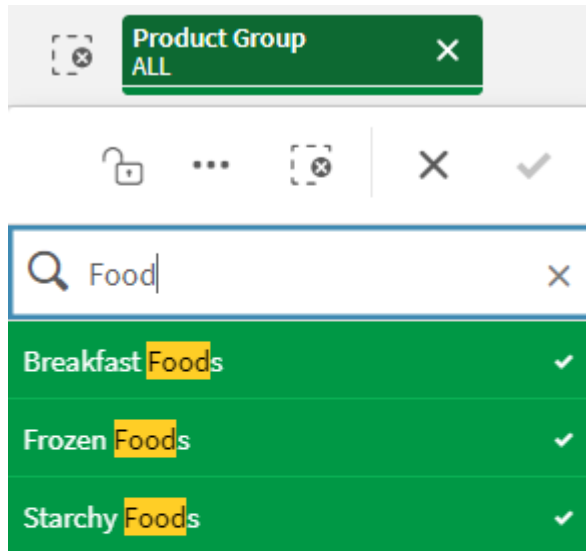 Product Group
ALL
Food
Breakfast Foods
Frozen Foods
Starchy Foods